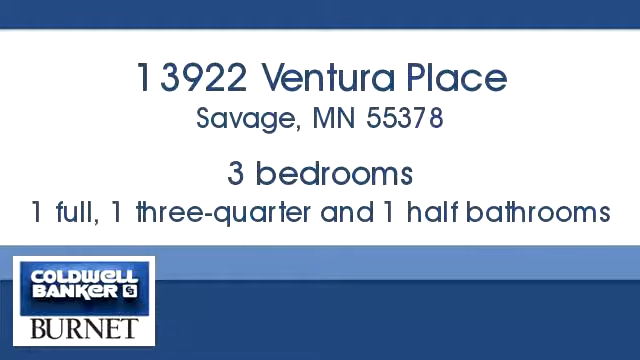 13922 Ventura Place
Savage, MN 55378
3 bedrooms
1 full, 1 three-quarter and 1 half bathrooms
COLDWELL
BANKER CB
BURNET